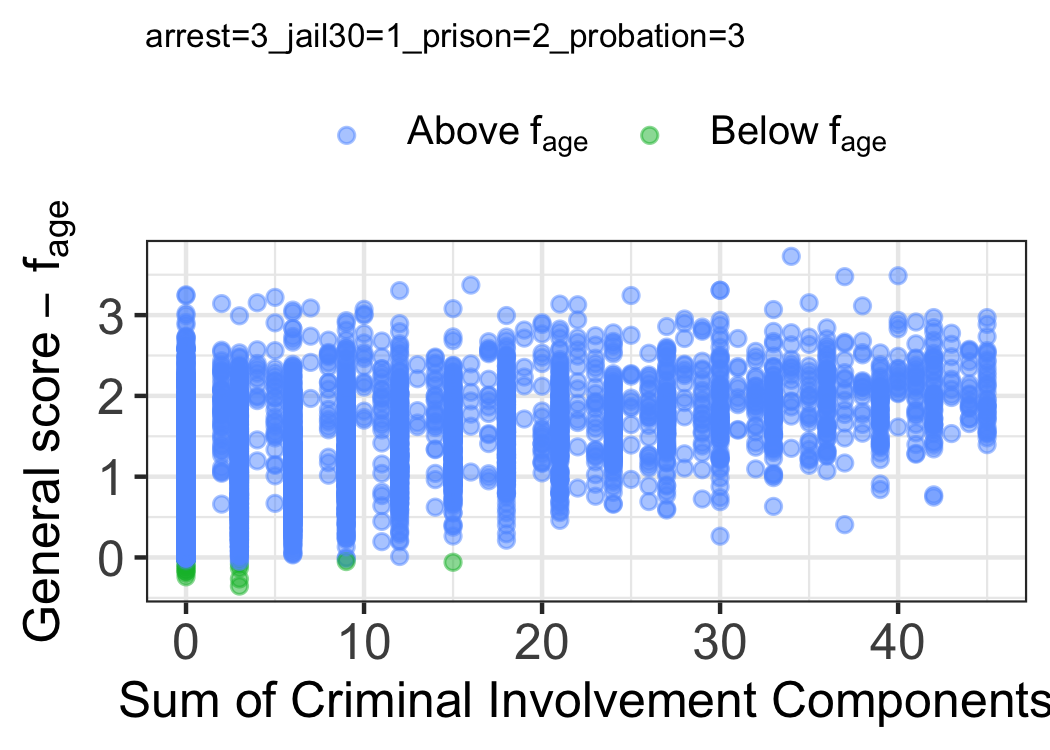 arrest=3_jail30=1_prison=2_probation=3
Above fage
Below fage
General score − fage
3
2
1
0
0
10
20
30
40
Sum of Criminal Involvement Components